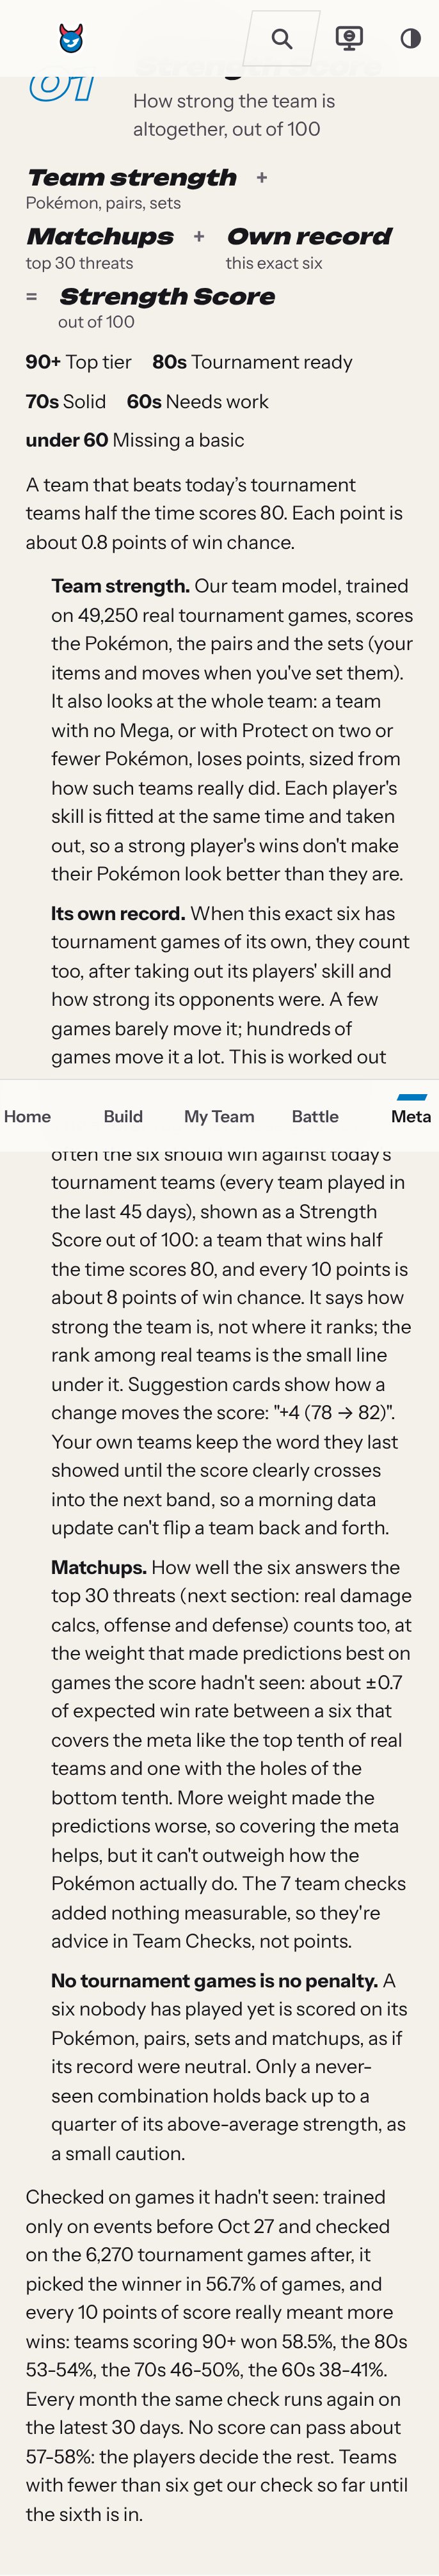 01
Strength Score
How strong the team is
altogether, out of 100
Team strength +
Pokémon, pairs, sets
Matchups + Own record
top 30 threats this exact six
= Strength Score
out of 100
90+ Top tier 80s Tournament ready
70s Solid 60s Needs work
under 60 Missing a basic
A team that beats today's tournament
teams half the time scores 80. Each point is
about 0.8 points of win chance.
Team strength. Our team model, trained
on 49,250 real tournament games, scores
the Pokémon, the pairs and the sets (your
items and moves when you've set them).
It also looks at the whole team: a team
with no Mega, or with Protect on two or
fewer Pokémon, loses points, sized from
how such teams really did. Each player's
skill is fitted at the same time and taken
out, so a strong player's wins don't make
their Pokémon look better than they are.
Its own record. When this exact six has
tournament games of its own, they count
too, after taking out its players' skill and
how strong its opponents were. A few
games barely move it; hundreds of
games move it a lot. This is worked out
Home Build My Team Battle Meta
often the six should win against today's
tournament teams (every team played in
the last 45 days), shown as a Strength
Score out of 100: a team that wins half
the time scores 80, and every 10 points is
about 8 points of win chance. It says how
strong the team is, not where it ranks; the
rank among real teams is the small line
under it. Suggestion cards show how a
change moves the score: "+4 (78 → 82)".
Your own teams keep the word they last
showed until the score clearly crosses
into the next band, so a morning data
update can't flip a team back and forth.
Matchups. How well the six answers the
top 30 threats (next section: real damage
calcs, offense and defense) counts too, at
the weight that made predictions best on
games the score hadn't seen: about ±0.7
of expected win rate between a six that
covers the meta like the top tenth of real
teams and one with the holes of the
bottom tenth. More weight made the
predictions worse, so covering the meta
helps, but it can't outweigh how the
Pokémon actually do. The 7 team checks
added nothing measurable, so they're
advice in Team Checks, not points.
No tournament games is no penalty. A
six nobody has played yet is scored on its
Pokémon, pairs, sets and matchups, as if
its record were neutral. Only a never-
seen combination holds back up to a
quarter of its above-average strength, as
a small caution.
Checked on games it hadn't seen: trained
only on events before Oct 27 and checked
on the 6,270 tournament games after, it
picked the winner in 56.7% of games, and
every 10 points of score really meant more
wins: teams scoring 90+ won 58.5%, the 80s
53-54%, the 70s 46-50%, the 60s 38-41%.
Every month the same check runs again on
the latest 30 days. No score can pass about
57-58%: the players decide the rest. Teams
with fewer than six get our check so far until
the sixth is in.